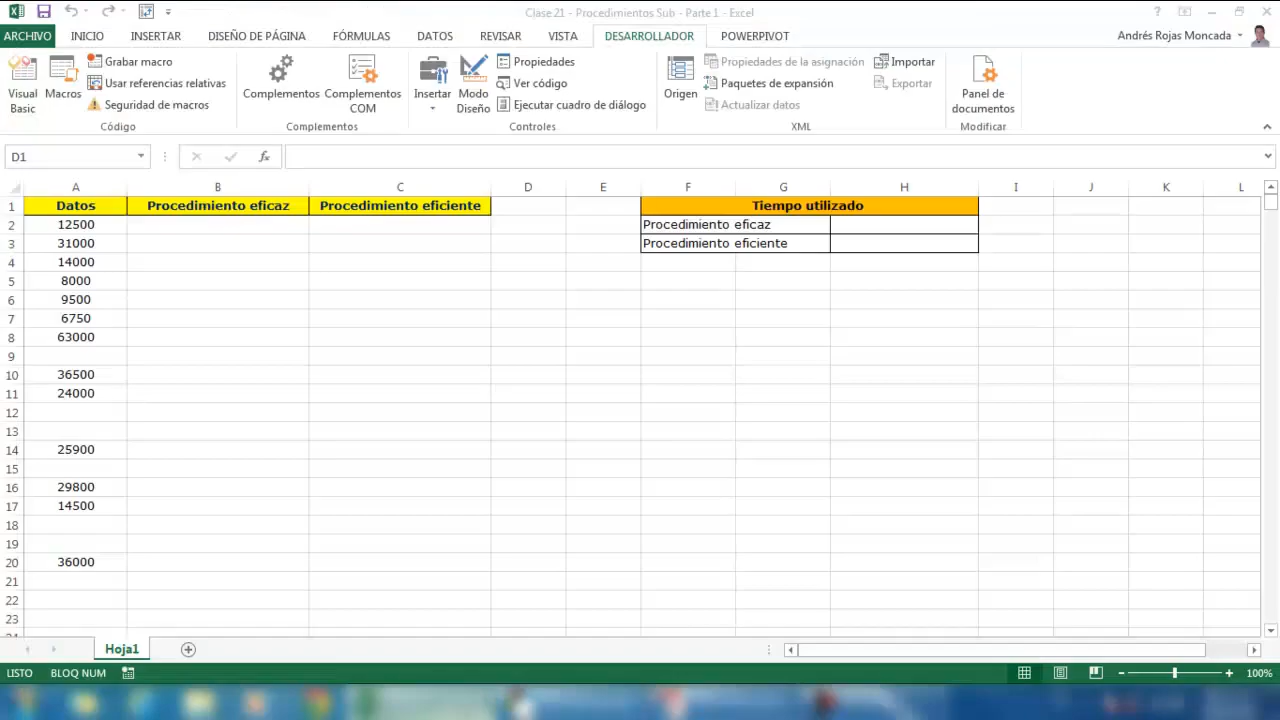 Clase 21 - Procedimientos Sub - Parte 1 - Excel
ARCHIVO INICIO INSERTAR DISEÑO DE PÁGINA FÓRMULAS DATOS REVISAR VISTA DESARROLLADOR POWERPIVOT Andrés Rojas Moncada
Visual Basic
Macros
Grabar macro
Usar referencias relativas
Seguridad de macros
Código
Complementos
Complementos COM
Complementos
Insertar
Modo Diseño
Propiedades
Ver código
Ejecutar cuadro de diálogo
Controles
Origen
Propiedades de la asignación
Paquetes de expansión
Actualizar datos
Importar
Exportar
XML
Panel de documentos
Modificar
D1 fx
A B C D E F G H I J K L
1 Datos Procedimiento eficaz Procedimiento eficiente Tiempo utilizado
2 12500 Procedimiento eficaz
3 31000 Procedimiento eficiente
4 14000
5 8000
6 9500
7 6750
8 63000
9
10 36500
11 24000
12
13
14 25900
15
16 29800
17 14500
18
19
20 36000
21
22
23
Hoja1
LISTO BLOQ NUM 100%